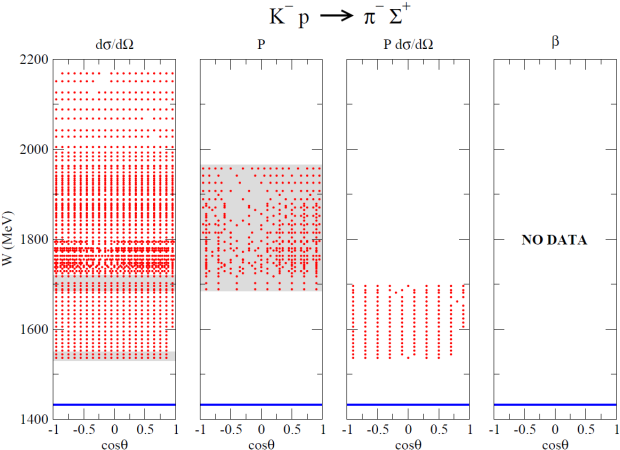 K⁻ p → π⁻ Σ⁺
dσ/dΩ P P dσ/dΩ β
2200
2000
W (MeV)
1800
NO DATA
1600
1400
-1 -0.5 0 0.5 1 -1 -0.5 0 0.5 1 -1 -0.5 0 0.5 1 -1 -0.5 0 0.5 1
cosθ cosθ cosθ cosθ